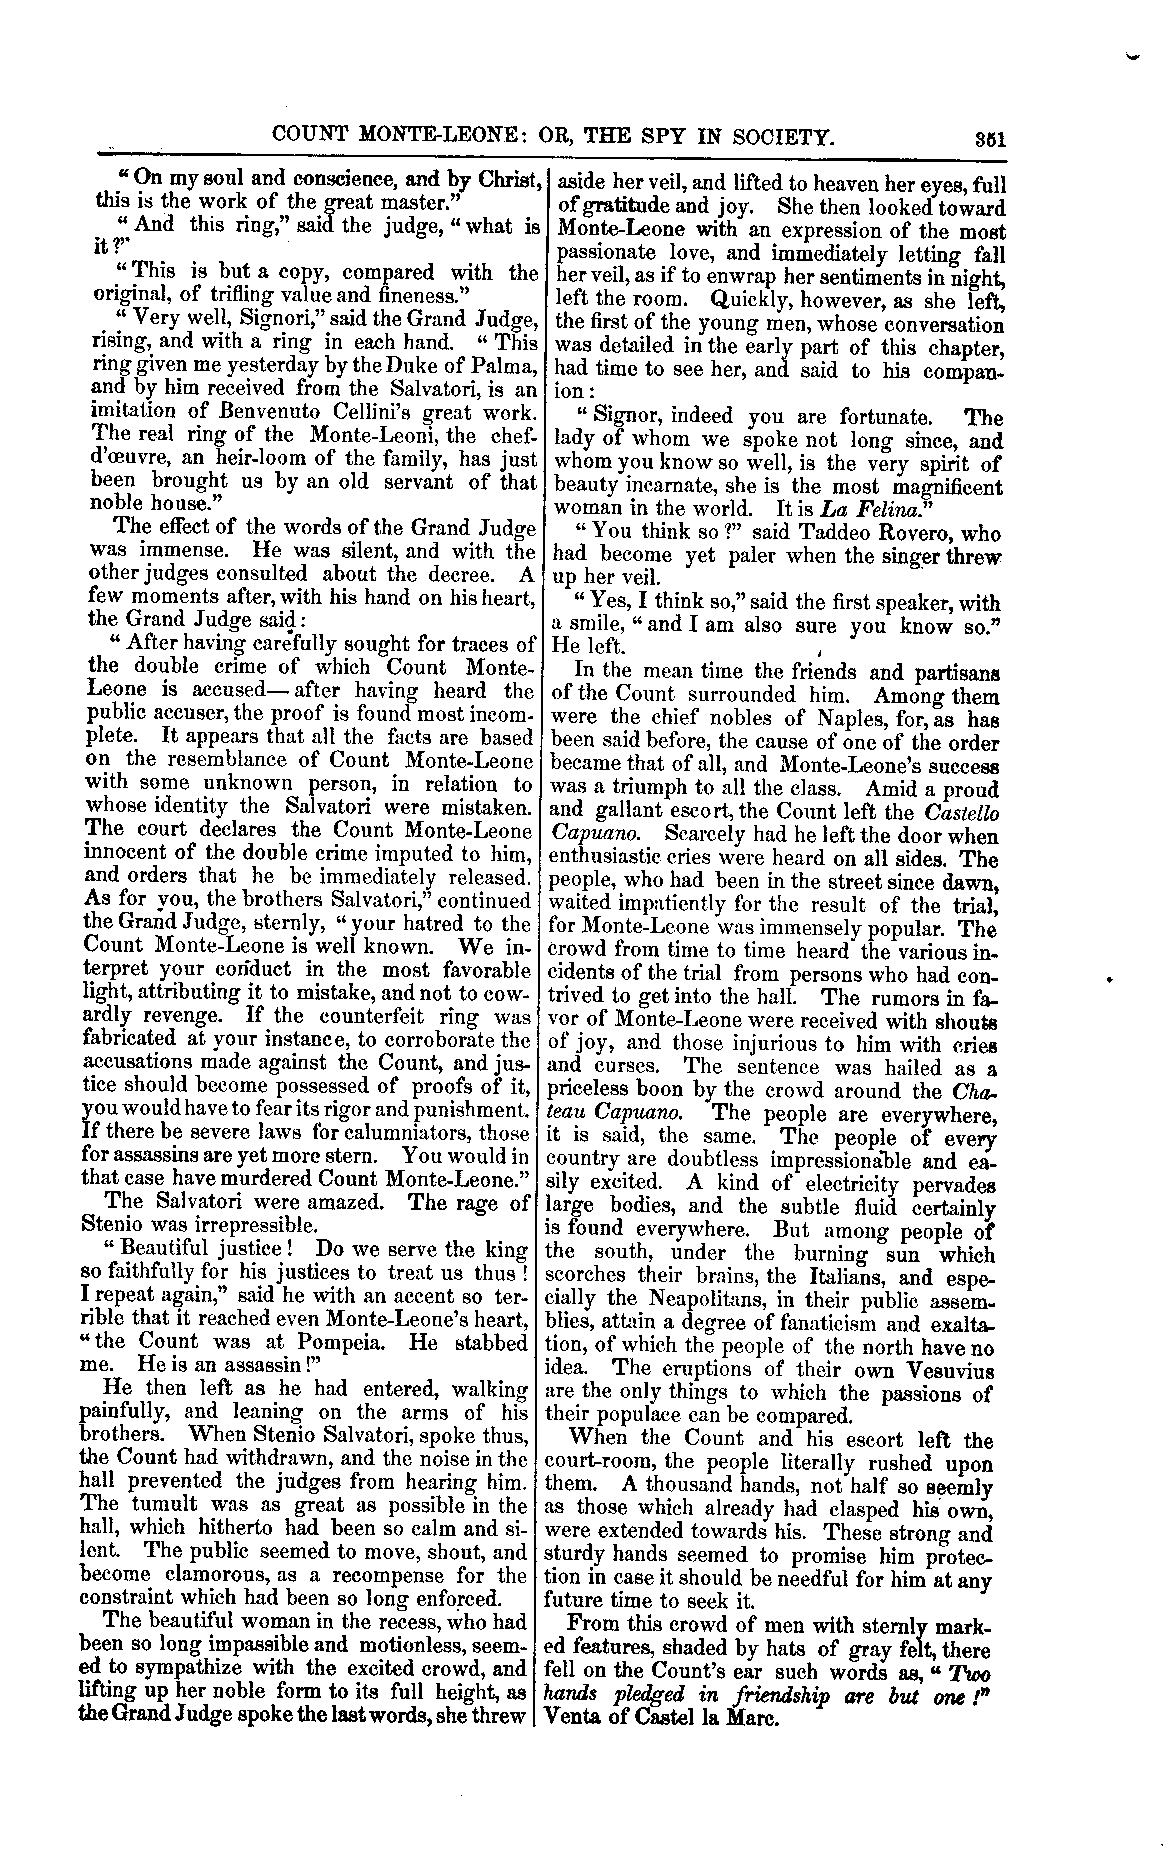 COUNT MONTE-LEONE: OR, THE SPY IN SOCIETY. 351
“On my soul and conscience, and by Christ,
this is the work of the great master.”
“And this ring,” said the judge, “what is
it?”
“This is but a copy, compared with the
original, of trifling value and fineness.”
“Very well, Signori,” said the Grand Judge,
rising, and with a ring in each hand. “This
ring given me yesterday by the Duke of Palma,
and by him received from the Salvatori, is an
imitation of Benvenuto Cellini's great work.
The real ring of the Monte-Leoni, the chef-
d'œuvre, an heir-loom of the family, has just
been brought us by an old servant of that
noble house.”
The effect of the words of the Grand Judge
was immense. He was silent, and with the
other judges consulted about the decree. A
few moments after, with his hand on his heart,
the Grand Judge said:
“After having carefully sought for traces of
the double crime of which Count Monte-
Leone is accused—after having heard the
public accuser, the proof is found most incom-
plete. It appears that all the facts are based
on the resemblance of Count Monte-Leone
with some unknown person, in relation to
whose identity the Salvatori were mistaken.
The court declares the Count Monte-Leone
innocent of the double crime imputed to him,
and orders that he be immediately released.
As for you, the brothers Salvatori,” continued
the Grand Judge, sternly, “your hatred to the
Count Monte-Leone is well known. We in-
terpret your conduct in the most favorable
light, attributing it to mistake, and not to cow-
ardly revenge. If the counterfeit ring was
fabricated at your instance, to corroborate the
accusations made against the Count, and jus-
tice should become possessed of proofs of it,
you would have to fear its rigor and punishment.
If there be severe laws for calumniators, those
for assassins are yet more stern. You would in
that case have murdered Count Monte-Leone.”
The Salvatori were amazed. The rage of
Stenio was irrepressible.
“Beautiful justice! Do we serve the king
so faithfully for his justices to treat us thus!
I repeat again,” said he with an accent so ter-
rible that it reached even Monte-Leone's heart,
“the Count was at Pompeia. He stabbed
me. He is an assassin!”
He then left as he had entered, walking
painfully, and leaning on the arms of his
brothers. When Stenio Salvatori, spoke thus,
the Count had withdrawn, and the noise in the
hall prevented the judges from hearing him.
The tumult was as great as possible in the
hall, which hitherto had been so calm and si-
lent. The public seemed to move, shout, and
become clamorous, as a recompense for the
constraint which had been so long enforced.
The beautiful woman in the recess, who had
been so long impassible and motionless, seem-
ed to sympathize with the excited crowd, and
lifting up her noble form to its full height, as
the Grand Judge spoke the last words, she threw
aside her veil, and lifted to heaven her eyes, full
of gratitude and joy. She then looked toward
Monte-Leone with an expression of the most
passionate love, and immediately letting fall
her veil, as if to enwrap her sentiments in night,
left the room. Quickly, however, as she left,
the first of the young men, whose conversation
was detailed in the early part of this chapter,
had time to see her, and said to his compan-
ion:
“Signor, indeed you are fortunate. The
lady of whom we spoke not long since, and
whom you know so well, is the very spirit of
beauty incarnate, she is the most magnificent
woman in the world. It is La Felina.”
“You think so?” said Taddeo Rovero, who
had become yet paler when the singer threw
up her veil.
“Yes, I think so,” said the first speaker, with
a smile, “and I am also sure you know so.”
He left.
In the mean time the friends and partisans
of the Count surrounded him. Among them
were the chief nobles of Naples, for, as has
been said before, the cause of one of the order
became that of all, and Monte-Leone's success
was a triumph to all the class. Amid a proud
and gallant escort, the Count left the Castello
Capuano. Scarcely had he left the door when
enthusiastic cries were heard on all sides. The
people, who had been in the street since dawn,
waited impatiently for the result of the trial,
for Monte-Leone was immensely popular. The
crowd from time to time heard the various in-
cidents of the trial from persons who had con-
trived to get into the hall. The rumors in fa-
vor of Monte-Leone were received with shouts
of joy, and those injurious to him with cries
and curses. The sentence was hailed as a
priceless boon by the crowd around the Cha-
teau Capuano. The people are everywhere,
it is said, the same. The people of every
country are doubtless impressionable and ea-
sily excited. A kind of electricity pervades
large bodies, and the subtle fluid certainly
is found everywhere. But among people of
the south, under the burning sun which
scorches their brains, the Italians, and espe-
cially the Neapolitans, in their public assem-
blies, attain a degree of fanaticism and exalta-
tion, of which the people of the north have no
idea. The eruptions of their own Vesuvius
are the only things to which the passions of
their populace can be compared.
When the Count and his escort left the
court-room, the people literally rushed upon
them. A thousand hands, not half so seemly
as those which already had clasped his own,
were extended towards his. These strong and
sturdy hands seemed to promise him protec-
tion in case it should be needful for him at any
future time to seek it.
From this crowd of men with sternly mark-
ed features, shaded by hats of gray felt, there
fell on the Count's ear such words as, “Two
hands pledged in friendship are but one!”
Venta of Castel la Marc.